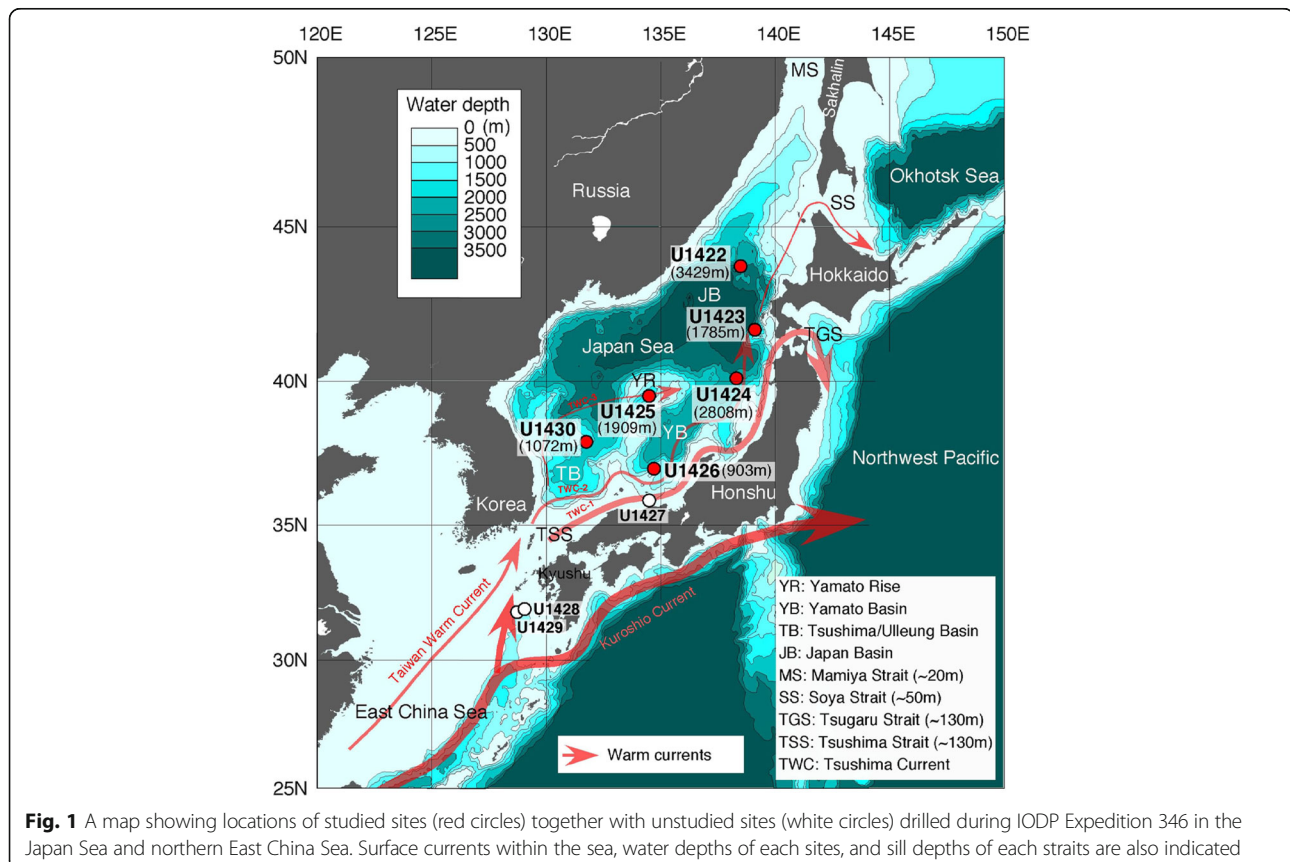 120E 125E 130E 135E 140E 145E 150E
50N
45N
40N
35N
30N
25N
Water depth
0 (m)
500
1000
1500
2000
2500
3000
3500
MS
Sakhalin
Okhotsk Sea
Russia
SS
U1422
(3429m)
Hokkaido
JB
U1423
(1785m)
TGS
Japan Sea
YR
TWC-3
U1424
(2808m)
U1425
(1909m)
YB
U1430
(1072m)
TB
U1426 (903m)
Northwest Pacific
TWC-2
Korea
Honshu
TWC-1
U1427
TSS
Kyushu
U1428
U1429
Taiwan Warm Current
Kuroshio Current
East China Sea
Warm currents
YR: Yamato Rise
YB: Yamato Basin
TB: Tsushima/Ulleung Basin
JB: Japan Basin
MS: Mamiya Strait (~20m)
SS: Soya Strait (~50m)
TGS: Tsugaru Strait (~130m)
TSS: Tsushima Strait (~130m)
TWC: Tsushima Current
Fig. 1 A map showing locations of studied sites (red circles) together with unstudied sites (white circles) drilled during IODP Expedition 346 in the
Japan Sea and northern East China Sea. Surface currents within the sea, water depths of each sites, and sill depths of each straits are also indicated